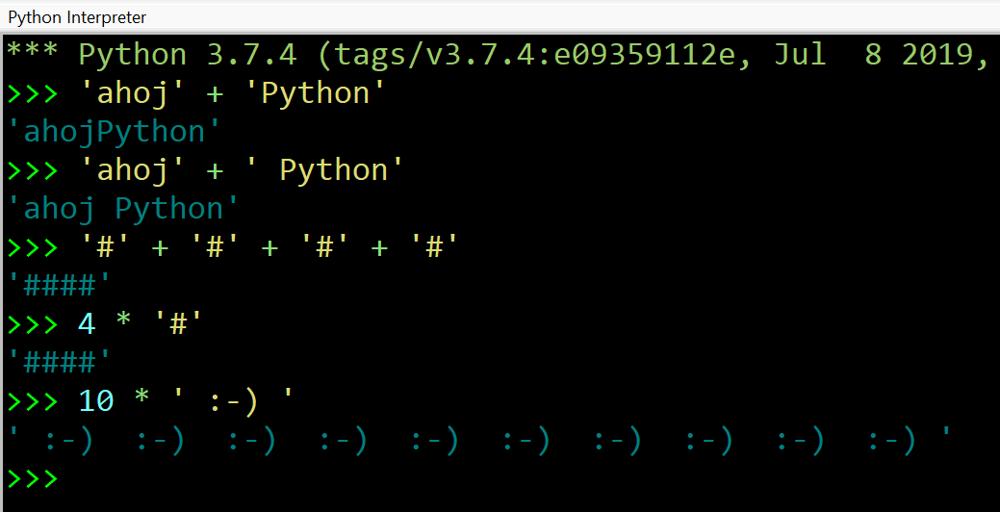 Python Interpreter
*** Python 3.7.4 (tags/v3.7.4:e09359112e, Jul  8 2019,
>>> 'ahoj' + 'Python'
'ahojPython'
>>> 'ahoj' + ' Python'
'ahoj Python'
>>> '#' + '#' + '#' + '#'
'####'
>>> 4 * '#'
'####'
>>> 10 * ' :-) '
' :-)  :-)  :-)  :-)  :-)  :-)  :-)  :-)  :-)  :-) '
>>>